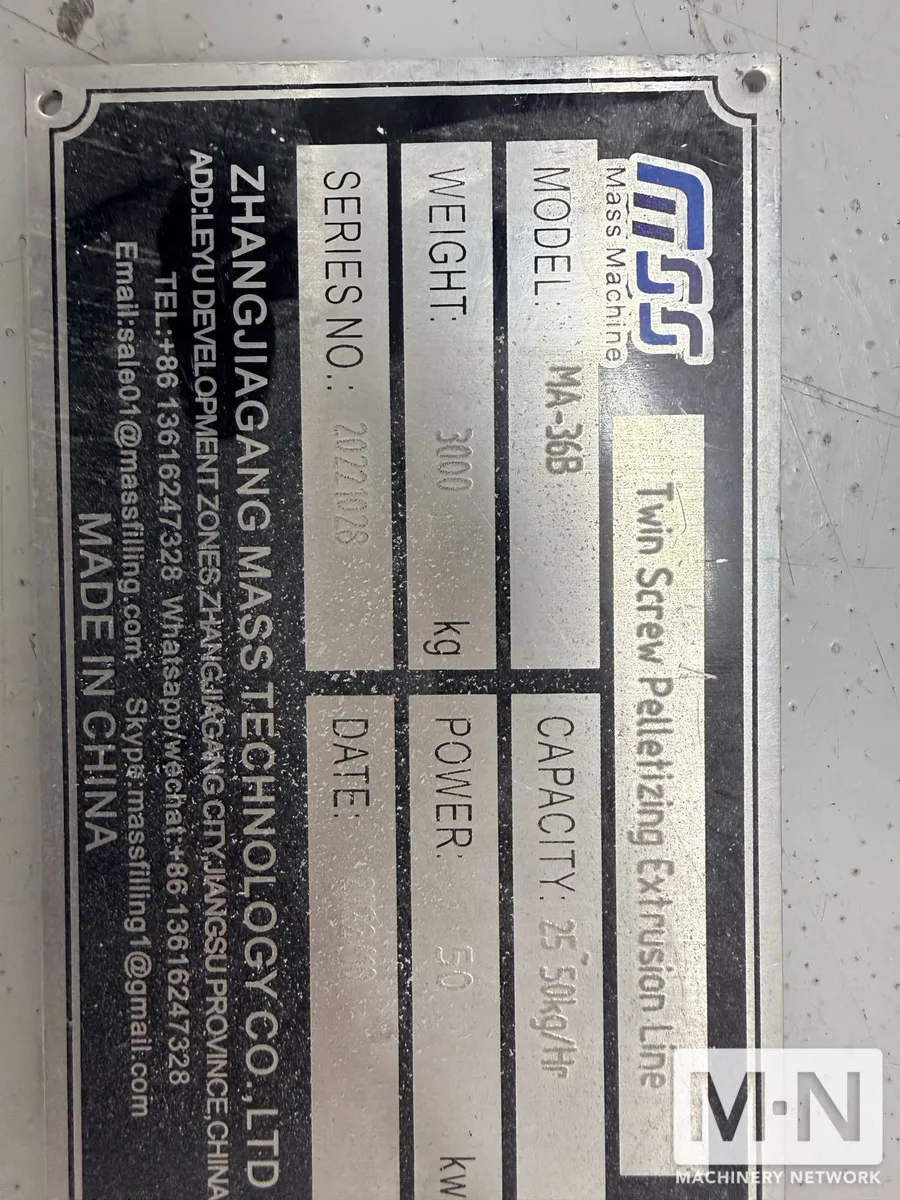 MSS
Mass Machine
Twin Screw Pelletizing Extrusion Line
MODEL: MA-36B
CAPACITY: 25 50kg/Hr
WEIGHT: 3000 kg
POWER: 50 kw
SERIES NO.: 20221028
DATE:
ZHANGJIAGANG MASS TECHNOLOGY CO.,LTD
ADD:LEYU DEVELOPMENT ZONES,ZHANGJIAGANG CITY,JIANGSU PROVINCE,CHINA
TEL:+86 13616247328 Whatsapp/wechat:+86 13616247328
Email:sale01@massfilling.com Skype:massfilling1@gmail.com
MADE IN CHINA
M·N
MACHINERY NETWORK